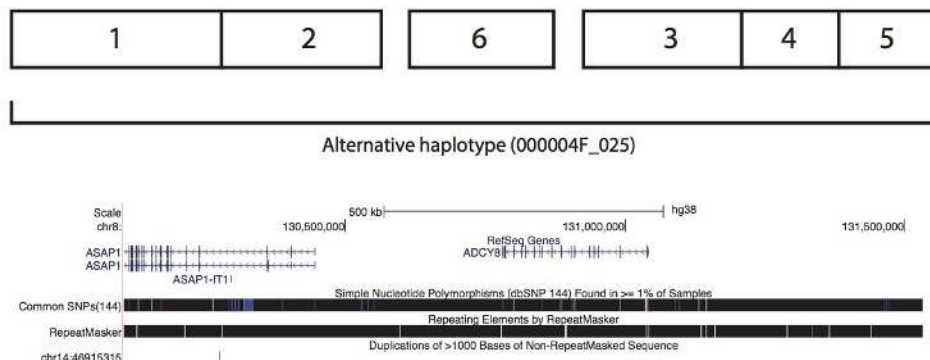 1 2 6 3 4 5
Alternative haplotype (000004F_025)
Scale 500 kb hg38
chr8: 130,500,000 131,000,000 131,500,000
RefSeq Genes
ASAP1 ADCY8
ASAP1
ASAP1-IT1
Simple Nucleotide Polymorphisms (dbSNP 144) Found in >= 1% of Samples
Common SNPs(144)
Repeating Elements by RepeatMasker
RepeatMasker
Duplications of >1000 Bases of Non-RepeatMasked Sequence
chr14:46915315